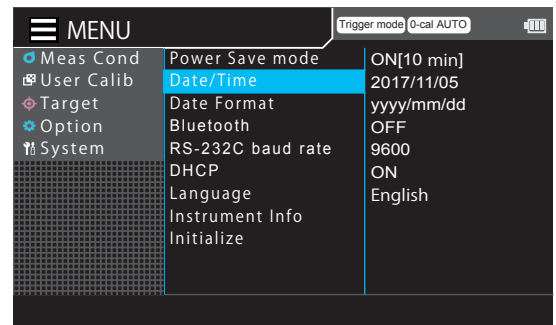 MENU
Trigger mode 0-cal AUTO
Meas Cond
User Calib
Target
Option
System
Power Save mode ON[10 min]
Date/Time 2017/11/05
Date Format yyyy/mm/dd
Bluetooth OFF
RS-232C baud rate 9600
DHCP ON
Language English
Instrument Info
Initialize